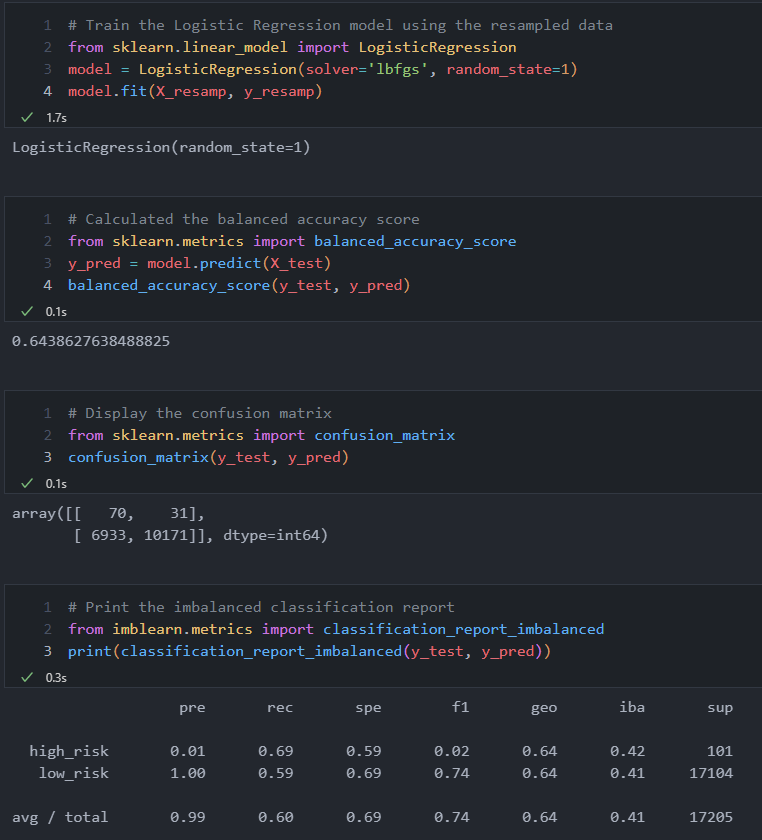 1 # Train the Logistic Regression model using the resampled data
2 from sklearn.linear_model import LogisticRegression
3 model = LogisticRegression(solver='lbfgs', random_state=1)
4 model.fit(X_resamp, y_resamp)
✓ 1.7s
LogisticRegression(random_state=1)
1 # Calculated the balanced accuracy score
2 from sklearn.metrics import balanced_accuracy_score
3 y_pred = model.predict(X_test)
4 balanced_accuracy_score(y_test, y_pred)
✓ 0.1s
0.6438627638488825
1 # Display the confusion matrix
2 from sklearn.metrics import confusion_matrix
3 confusion_matrix(y_test, y_pred)
✓ 0.1s
array([[   70,    31],
       [ 6933, 10171]], dtype=int64)
1 # Print the imbalanced classification report
2 from imblearn.metrics import classification_report_imbalanced
3 print(classification_report_imbalanced(y_test, y_pred))
✓ 0.3s
pre rec spe f1 geo iba sup
high_risk 0.01 0.69 0.59 0.02 0.64 0.42 101
low_risk 1.00 0.59 0.69 0.74 0.64 0.41 17104
avg / total 0.99 0.60 0.69 0.74 0.64 0.41 17205